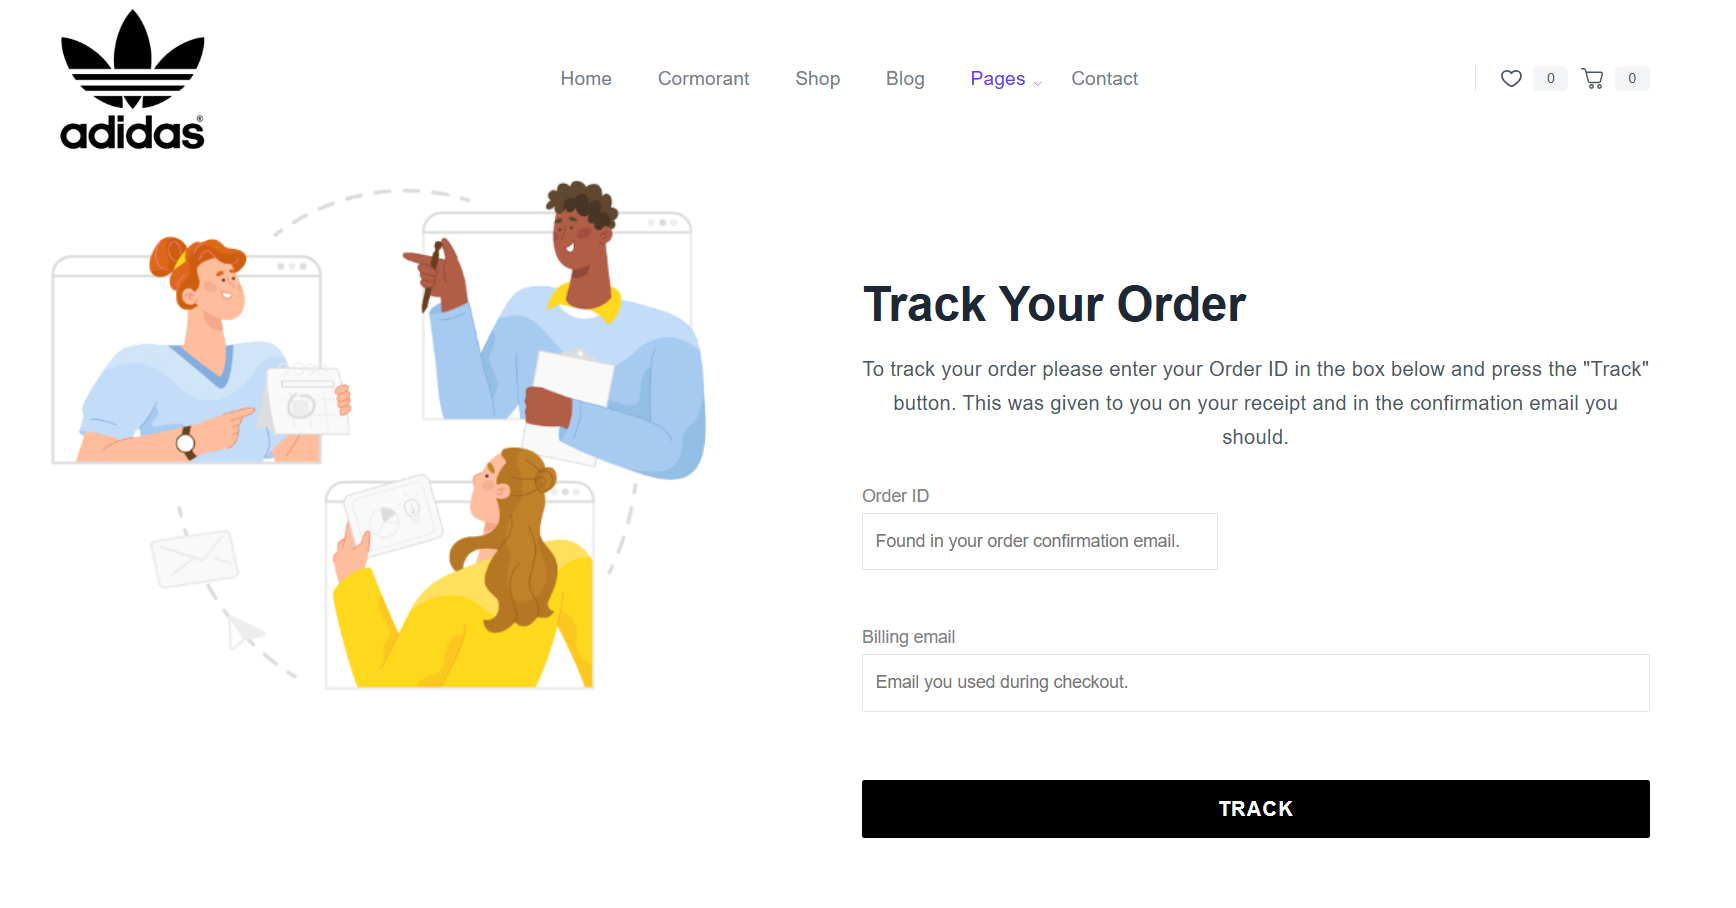 adidas®
Home Cormorant Shop Blog Pages Contact 0 0
Track Your Order
To track your order please enter your Order ID in the box below and press the "Track"
button. This was given to you on your receipt and in the confirmation email you
should.
Order ID
Found in your order confirmation email.
Billing email
Email you used during checkout.
TRACK